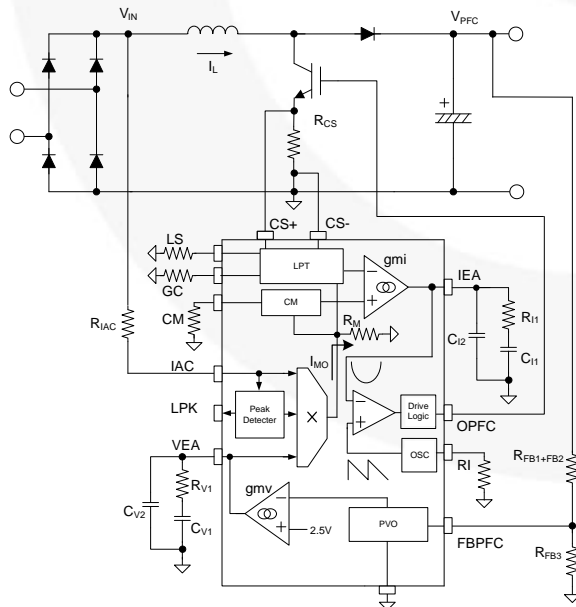 VIN
VPFC
IL
RCS
CS+
CS-
LS
LPT
gmi
IEA
GC
CM
CM
RM
RI1
CI2
CI1
RIAC
IMO
IAC
LPK
Peak
Detecter
X
Drive
Logic
OPFC
VEA
OSC
RI
RFB1+FB2
RV1
CV2
CV1
gmv
2.5V
PVO
FBPFC
RFB3